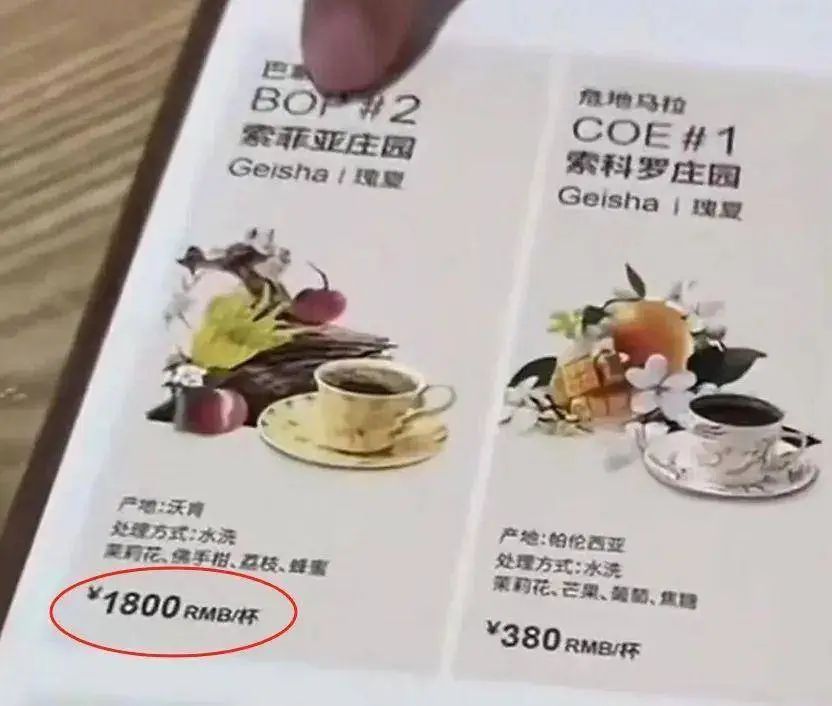 巴
BOP #2
索菲亚庄园
Geisha | 瑰夏
产地:沃肯
处理方式:水洗
茉莉花、佛手柑、荔枝、蜂蜜
¥1800 RMB/杯
危地马拉
COE #1
索科罗庄园
Geisha | 瑰夏
产地:帕伦西亚
处理方式:水洗
茉莉花、芒果、葡萄、焦糖
¥380 RMB/杯